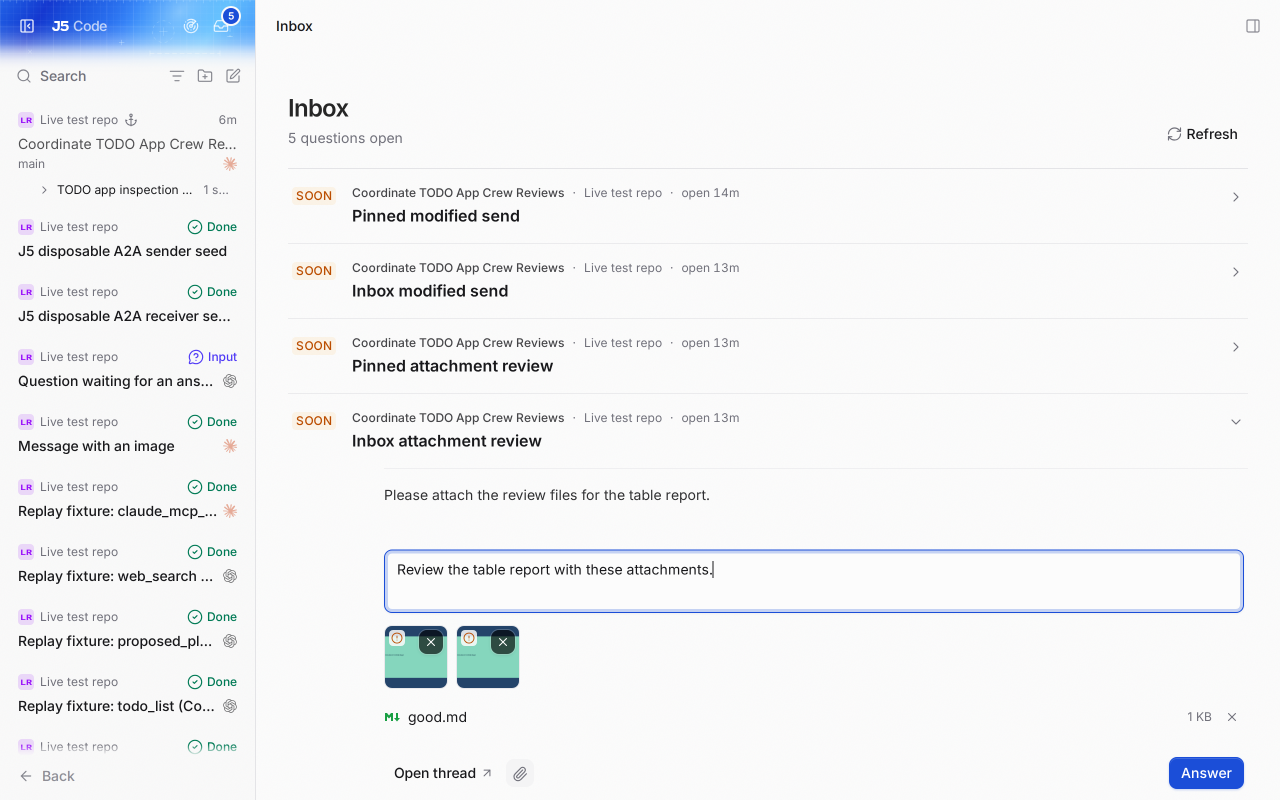 J5 Code
5
Search
LR Live test repo 6m
Coordinate TODO App Crew Re...
main
TODO app inspection ... 1 s...
LR Live test repo Done
J5 disposable A2A sender seed
LR Live test repo Done
J5 disposable A2A receiver se...
LR Live test repo Input
Question waiting for an ans...
LR Live test repo Done
Message with an image
LR Live test repo Done
Replay fixture: claude_mcp_...
LR Live test repo Done
Replay fixture: web_search ...
LR Live test repo Done
Replay fixture: proposed_pl...
LR Live test repo Done
Replay fixture: todo_list (Co...
LR Live test repo Done
Back
Inbox
Inbox
5 questions open
Refresh
SOON Coordinate TODO App Crew Reviews · Live test repo · open 14m
Pinned modified send
SOON Coordinate TODO App Crew Reviews · Live test repo · open 13m
Inbox modified send
SOON Coordinate TODO App Crew Reviews · Live test repo · open 13m
Pinned attachment review
SOON Coordinate TODO App Crew Reviews · Live test repo · open 13m
Inbox attachment review
Please attach the review files for the table report.
Review the table report with these attachments.
M↓ good.md 1 KB
Open thread
Answer